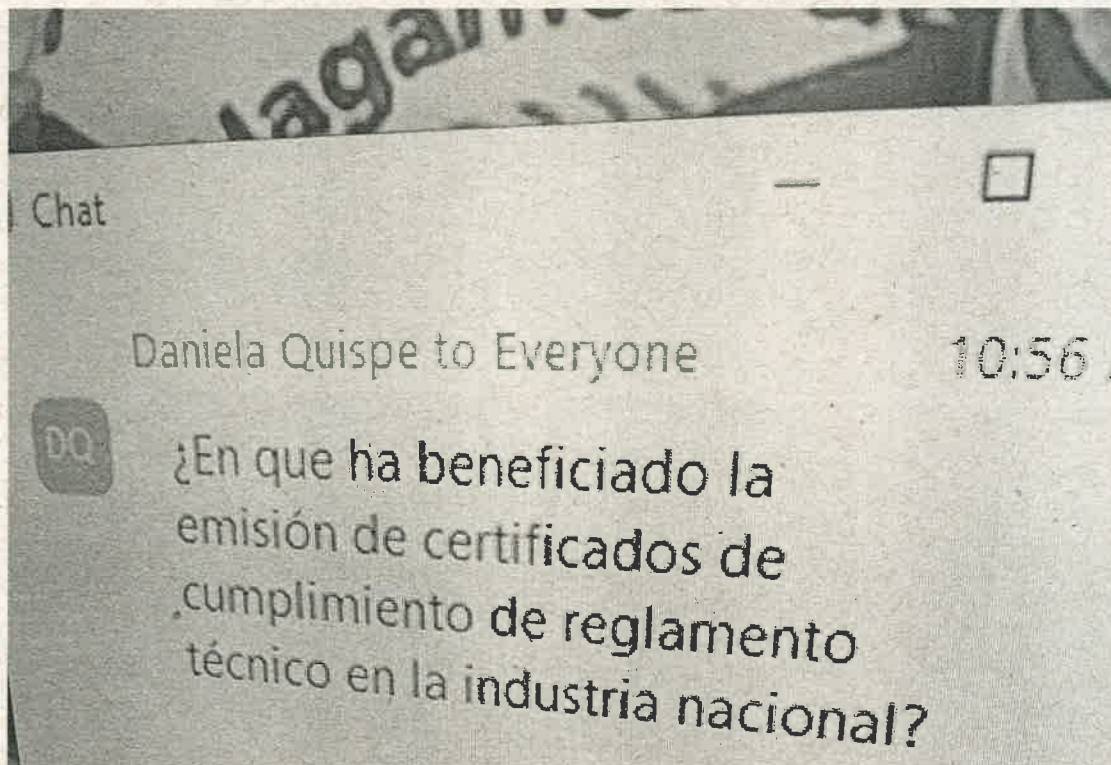 lagam
Chat
Daniela Quispe to Everyone
10:56
DQ
¿En que ha beneficiado la
emisión de certificados de
cumplimiento de reglamento
técnico en la industria nacional?